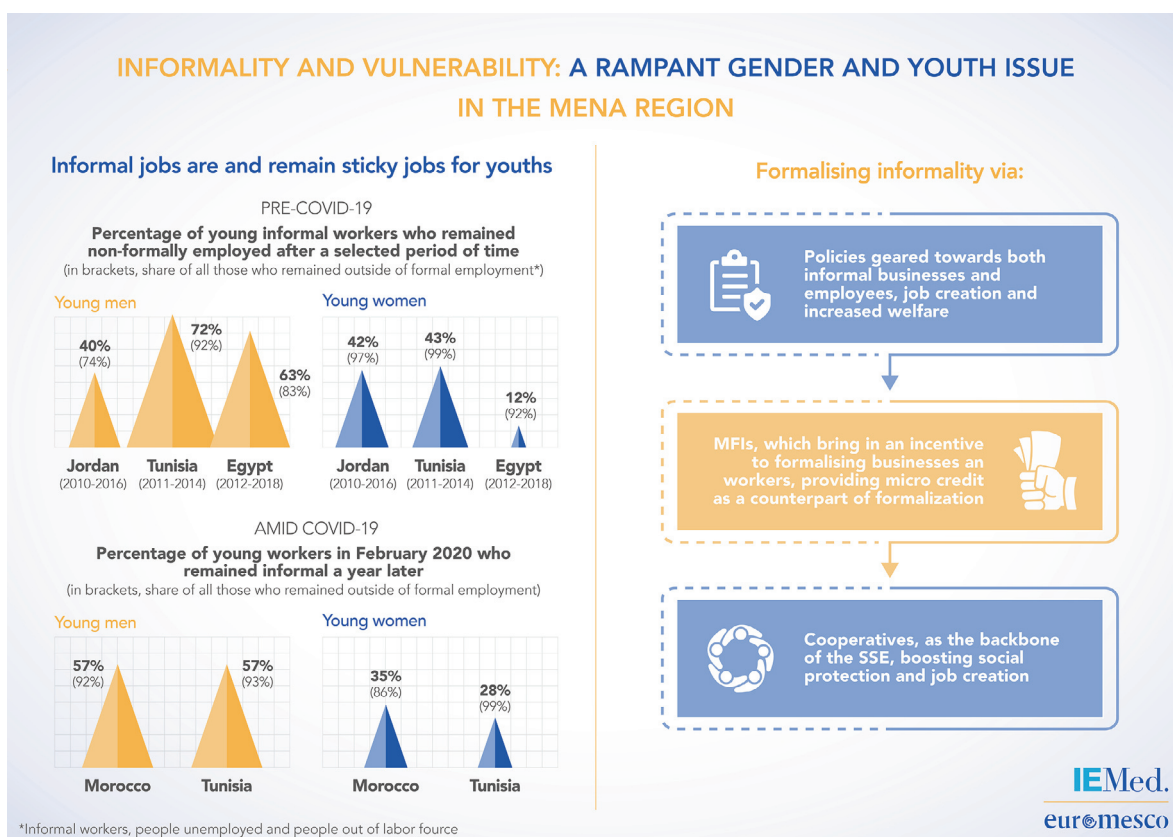 INFORMALITY AND VULNERABILITY: A RAMPANT GENDER AND YOUTH ISSUE
IN THE MENA REGION
Informal jobs are and remain sticky jobs for youths
PRE-COVID-19
Percentage of young informal workers who remained
non-formally employed after a selected period of time
(in brackets, share of all those who remained outside of formal employment*)
Young men
40%
(74%)
72%
(92%)
63%
(83%)
Jordan
(2010-2016)
Tunisia
(2011-2014)
Egypt
(2012-2018)
Young women
42%
(97%)
43%
(99%)
12%
(92%)
Jordan
(2010-2016)
Tunisia
(2011-2014)
Egypt
(2012-2018)
AMID COVID-19
Percentage of young workers in February 2020 who
remained informal a year later
(in brackets, share of all those who remained outside of formal employment)
Young men
57%
(92%)
57%
(93%)
Morocco
Tunisia
Young women
35%
(86%)
28%
(99%)
Morocco
Tunisia
*Informal workers, people unemployed and people out of labor fource
Formalising informality via:
Policies geared towards both
informal businesses and
employees, job creation and
increased welfare
MFIs, which bring in an incentive
to formalising businesses an
workers, providing micro credit
as a counterpart of formalization
Cooperatives, as the backbone
of the SSE, boosting social
protection and job creation
IEMed.
euromesco